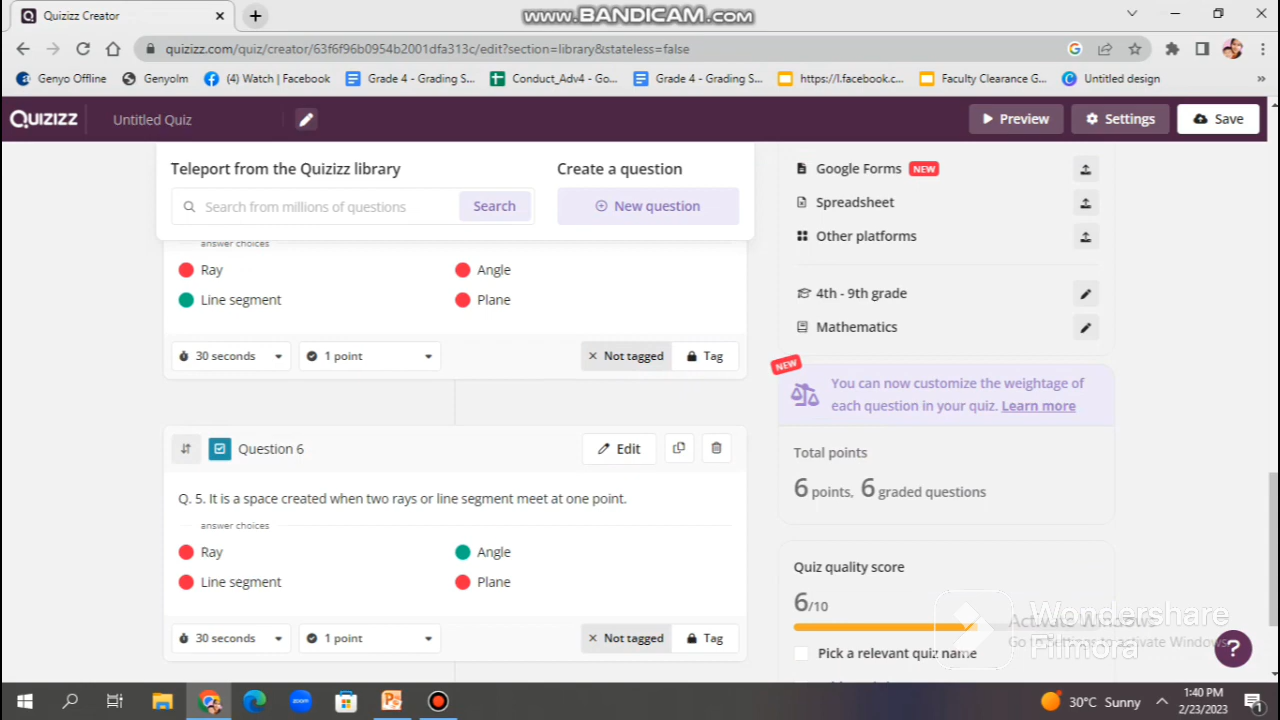 Quizizz Creator
www.BANDICAM.com
quizizz.com/quiz/creator/63f6f96b0954b2001dfa313c/edit?section=library&stateless=false
Genyo Offline
Genyolm
(4) Watch | Facebook
Grade 4 - Grading S...
Conduct_Adv4 - Go...
Grade 4 - Grading S...
https://l.facebook.c...
Faculty Clearance G...
Untitled design
QUIZIZZ
Untitled Quiz
Preview
Settings
Save
Teleport from the Quizizz library
Create a question
Search from millions of questions
Search
New question
answer choices
Ray
Angle
Line segment
Plane
30 seconds
1 point
Not tagged
Tag
Question 6
Edit
Q. 5. It is a space created when two rays or line segment meet at one point.
answer choices
Ray
Angle
Line segment
Plane
30 seconds
1 point
Not tagged
Tag
Google Forms NEW
Spreadsheet
Other platforms
4th - 9th grade
Mathematics
NEW
You can now customize the weightage of
each question in your quiz. Learn more
Total points
6 points, 6 graded questions
Quiz quality score
6/10
Pick a relevant quiz name
Activate Windows
Go to Settings to activate Windows.
Wondershare
Filmora
?
zoom
30°C Sunny
1:40 PM
2/23/2023
1